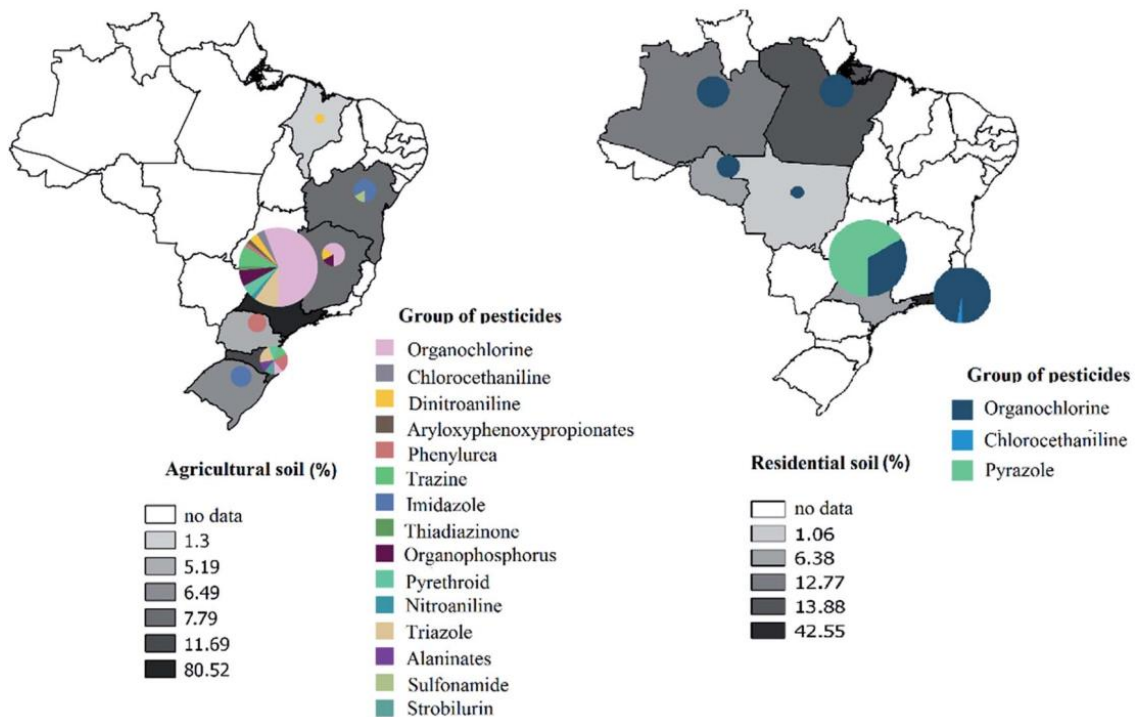 Group of pesticides
Organochlorine
Chlorocethaniline
Dinitroaniline
Aryloxyphenoxypropionates
Phenylurea
Trazine
Imidazole
Thiadiazinone
Organophosphorus
Pyrethroid
Nitroaniline
Triazole
Alaninates
Sulfonamide
Strobilurin
Agricultural soil (%)
no data
1.3
5.19
6.49
7.79
11.69
80.52
Group of pesticides
Organochlorine
Chlorocethaniline
Pyrazole
Residential soil (%)
no data
1.06
6.38
12.77
13.88
42.55